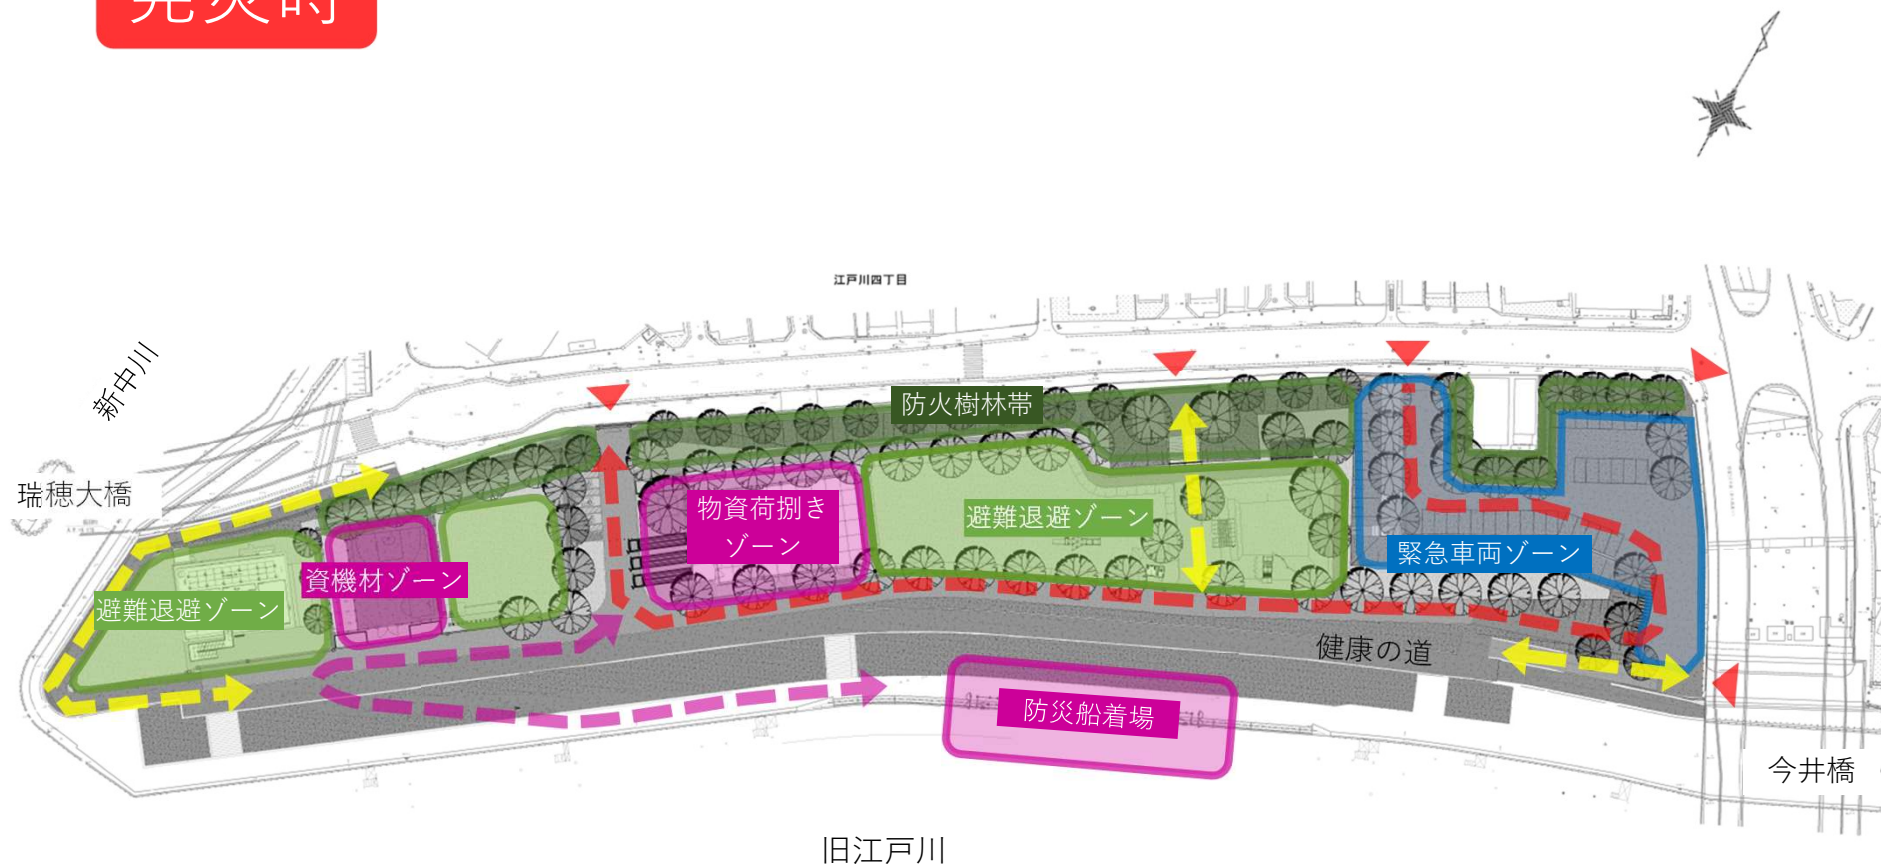 発災時
江戸川四丁目
新中川
防火樹林帯
瑞穂大橋
物資荷捌き
ゾーン
避難退避ゾーン
緊急車両ゾーン
資機材ゾーン
避難退避ゾーン
健康の道
防災船着場
今井橋
旧江戸川